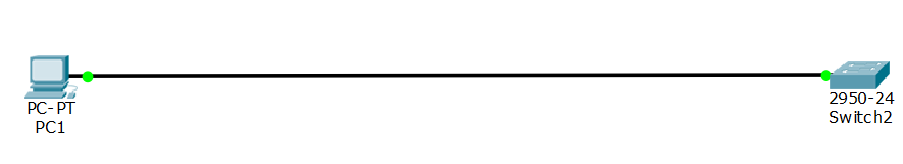 PC-PT
PC1
2950-24
Switch2